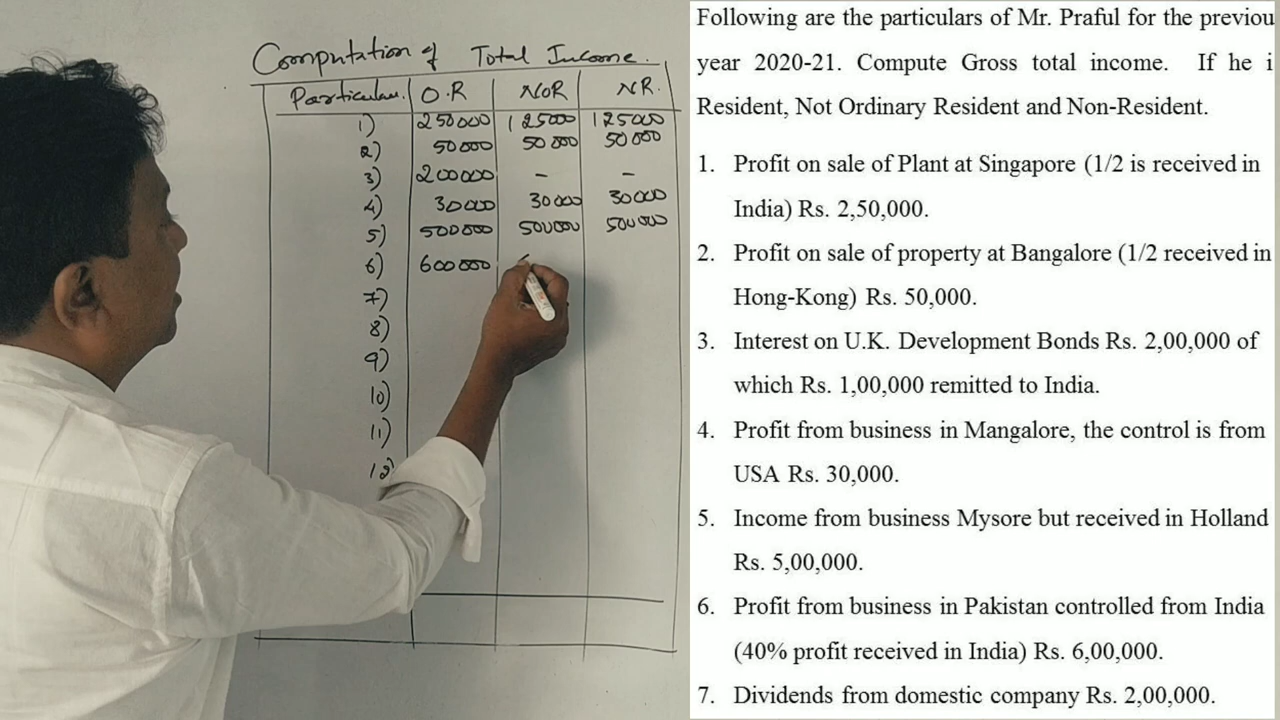 Computation of Total Income.
Particulars. O.R NOR NR.
1) 250000 125000 125000
2) 50000 50000 50000
3) 200000 - -
4) 30000 30000 30000
5) 500000 500000 500000
6) 600000
7)
8)
9)
10)
11)
12)
Following are the particulars of Mr. Praful for the previou
year 2020-21. Compute Gross total income. If he i
Resident, Not Ordinary Resident and Non-Resident.
1. Profit on sale of Plant at Singapore (1/2 is received in
India) Rs. 2,50,000.
2. Profit on sale of property at Bangalore (1/2 received in
Hong-Kong) Rs. 50,000.
3. Interest on U.K. Development Bonds Rs. 2,00,000 of
which Rs. 1,00,000 remitted to India.
4. Profit from business in Mangalore, the control is from
USA Rs. 30,000.
5. Income from business Mysore but received in Holland
Rs. 5,00,000.
6. Profit from business in Pakistan controlled from India
(40% profit received in India) Rs. 6,00,000.
7. Dividends from domestic company Rs. 2,00,000.